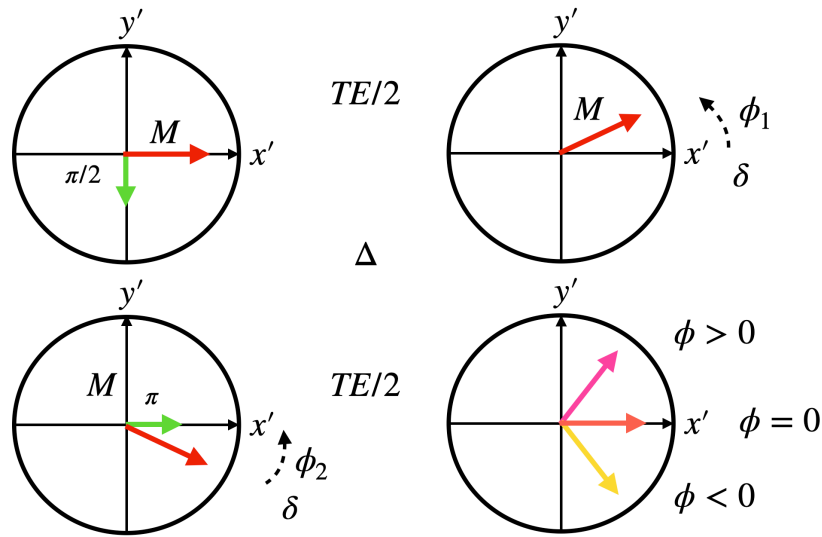 y′
y′
TE/2
M
M
x′
x′
ϕ₁
π/2
δ
Δ
y′
y′
ϕ > 0
M
π
TE/2
x′
x′
ϕ = 0
ϕ₂
δ
ϕ < 0